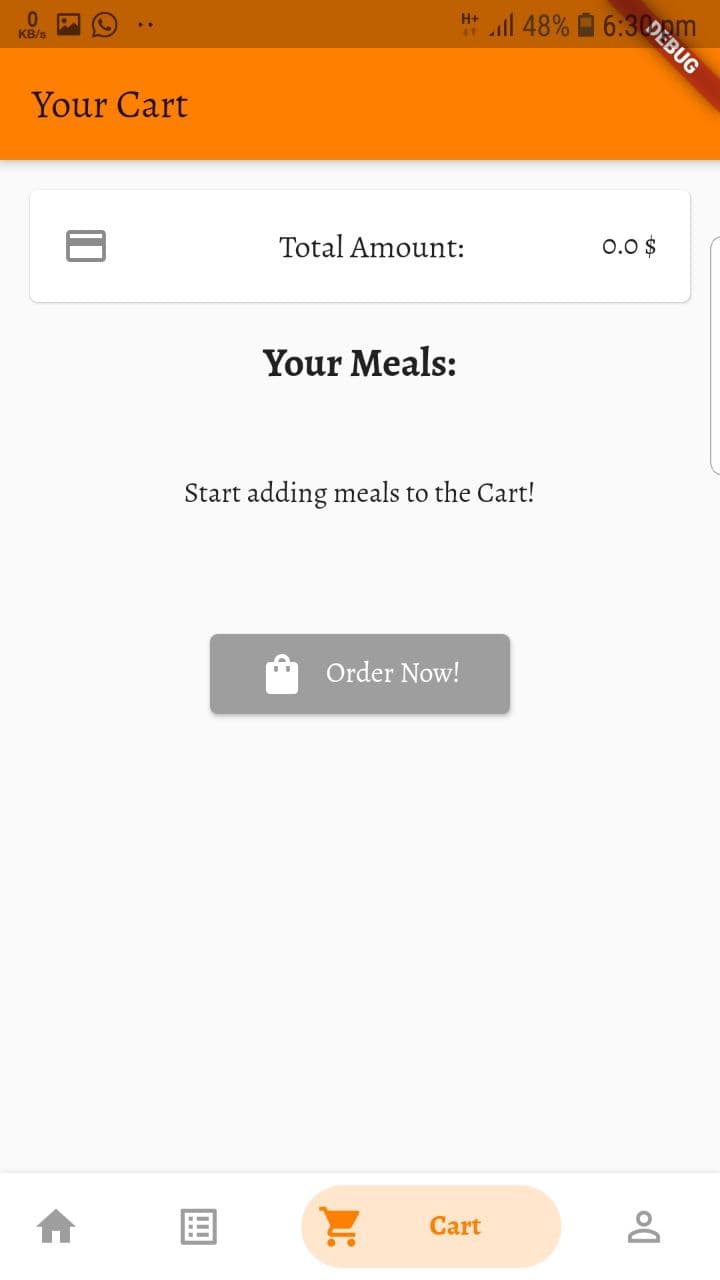 0
KB/s
H+
48%
6:30 pm
DEBUG
Your Cart
Total Amount:
0.0 $
Your Meals:
Start adding meals to the Cart!
Order Now!
Cart